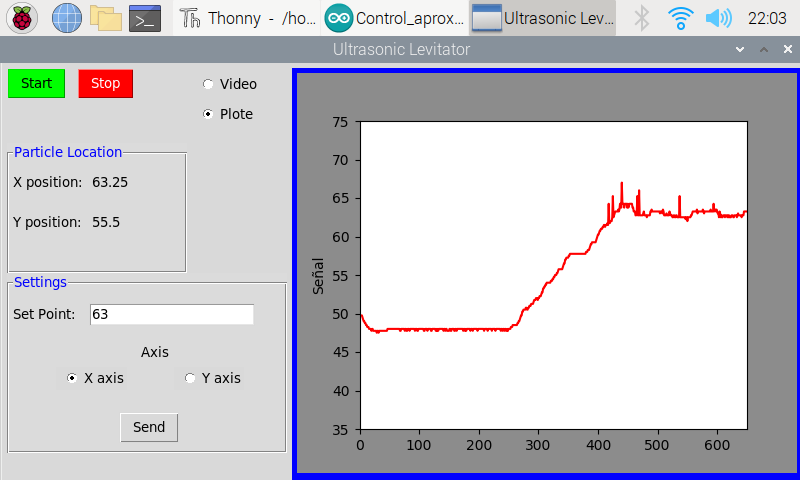 Thonny - /ho...
Control_aprox...
Ultrasonic Lev...
22:03
Ultrasonic Levitator
Start
Stop
Video
Plote
Particle Location
X position: 63.25
Y position: 55.5
Settings
Set Point: 63
Axis
X axis
Y axis
Send
Señal
75
70
65
60
55
50
45
40
35
0 100 200 300 400 500 600